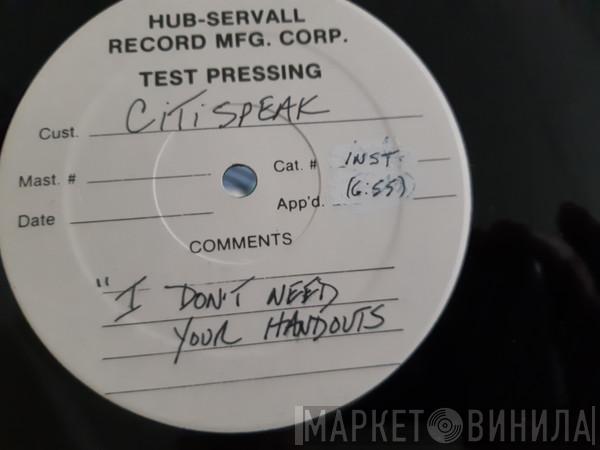 HUB-SERVALL
RECORD MFG. CORP.
TEST PRESSING
Cust. CITISPEAK
Mast. # Cat. # INST.
(6:55)
Date App'd.
COMMENTS
"I DON'T NEED
YOUR HANDOUTS
МАРКЕТ ВИНИЛА